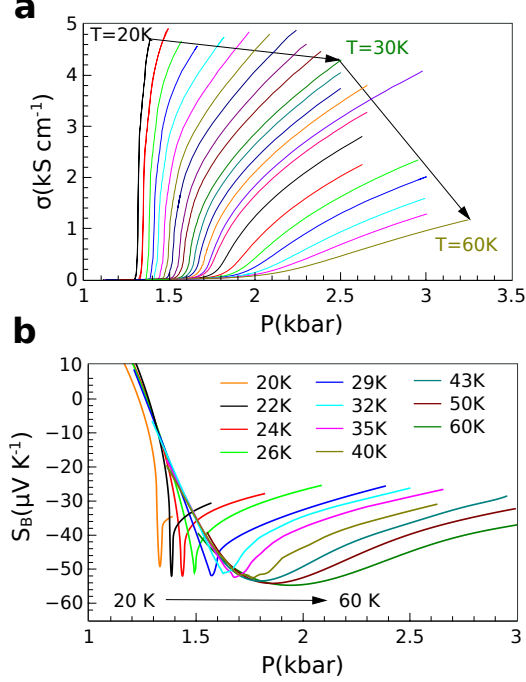 a
T=20K
T=30K
T=60K
σ(kS cm⁻¹)
5
4
3
2
1
0
1
1.5
2
2.5
3
3.5
P(kbar)
b
S_B(μV K⁻¹)
10
0
−10
−20
−30
−40
−50
−60
20K
22K
24K
26K
29K
32K
35K
40K
43K
50K
60K
20 K
60 K
1
1.5
2
2.5
3
P(kbar)